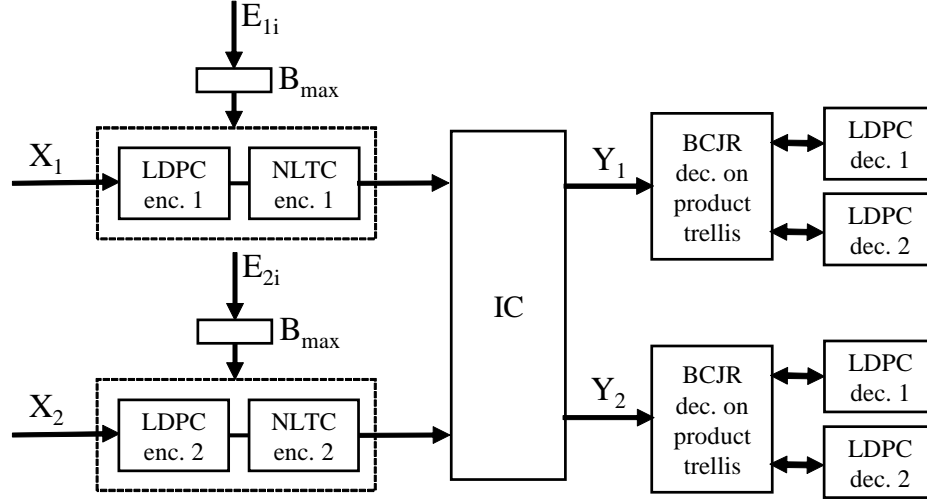 E1i
Bmax
X1
LDPC
enc. 1
NLTC
enc. 1
E2i
Bmax
X2
LDPC
enc. 2
NLTC
enc. 2
IC
Y1
BCJR
dec. on
product
trellis
LDPC
dec. 1
LDPC
dec. 2
Y2
BCJR
dec. on
product
trellis
LDPC
dec. 1
LDPC
dec. 2